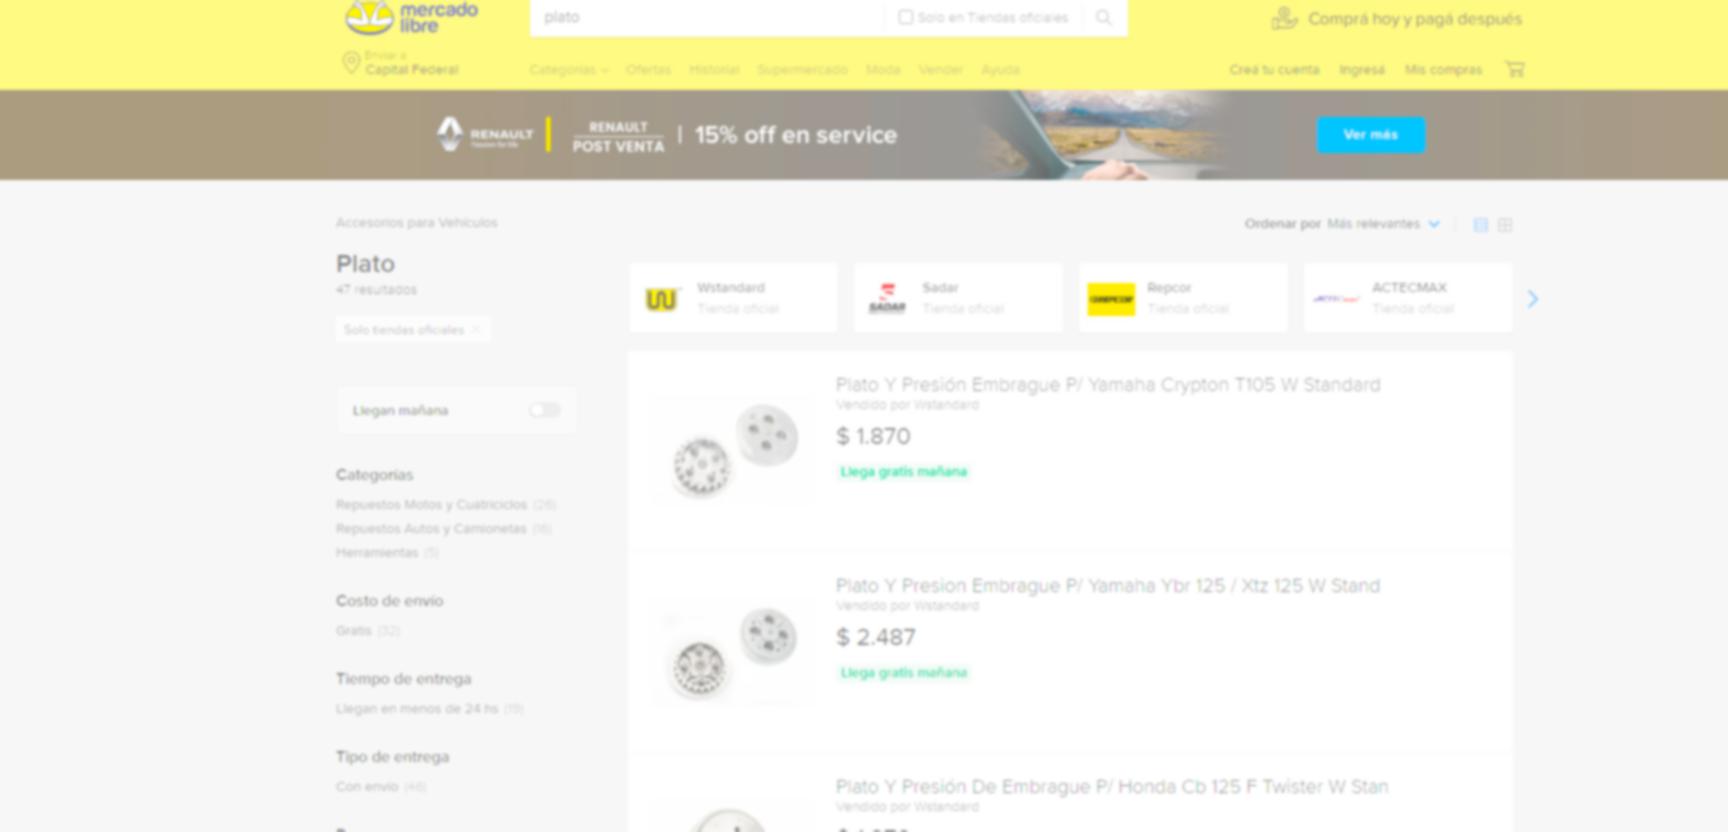 mercado
libre
plato
Solo en Tiendas oficiales
Comprá hoy y pagá después
Enviar a
Capital Federal
Categorías
Ofertas
Historial
Supermercado
Moda
Vender
Ayuda
Creá tu cuenta
Ingresá
Mis compras
RENAULT
Passion for life
RENAULT
POST VENTA
15% off en service
Ver más
Accesorios para Vehículos
Ordenar por Más relevantes
Plato
47 resultados
Solo tiendas oficiales
Wstandard
Tienda oficial
Sadar
Tienda oficial
SADAR
Repcor
Tienda oficial
ACTECMAX
Tienda oficial
Llegan mañana
Categorías
Repuestos Motos y Cuatriciclos (26)
Repuestos Autos y Camionetas (16)
Herramientas (5)
Costo de envío
Gratis (32)
Tiempo de entrega
Llegan en menos de 24 hs (19)
Tipo de entrega
Con envío (46)
Plato Y Presión Embrague P/ Yamaha Crypton T105 W Standard
Vendido por Wstandard
$ 1.870
Llega gratis mañana
Plato Y Presion Embrague P/ Yamaha Ybr 125 / Xtz 125 W Stand
Vendido por Wstandard
$ 2.487
Llega gratis mañana
Plato Y Presión De Embrague P/ Honda Cb 125 F Twister W Stan
Vendido por Wstandard